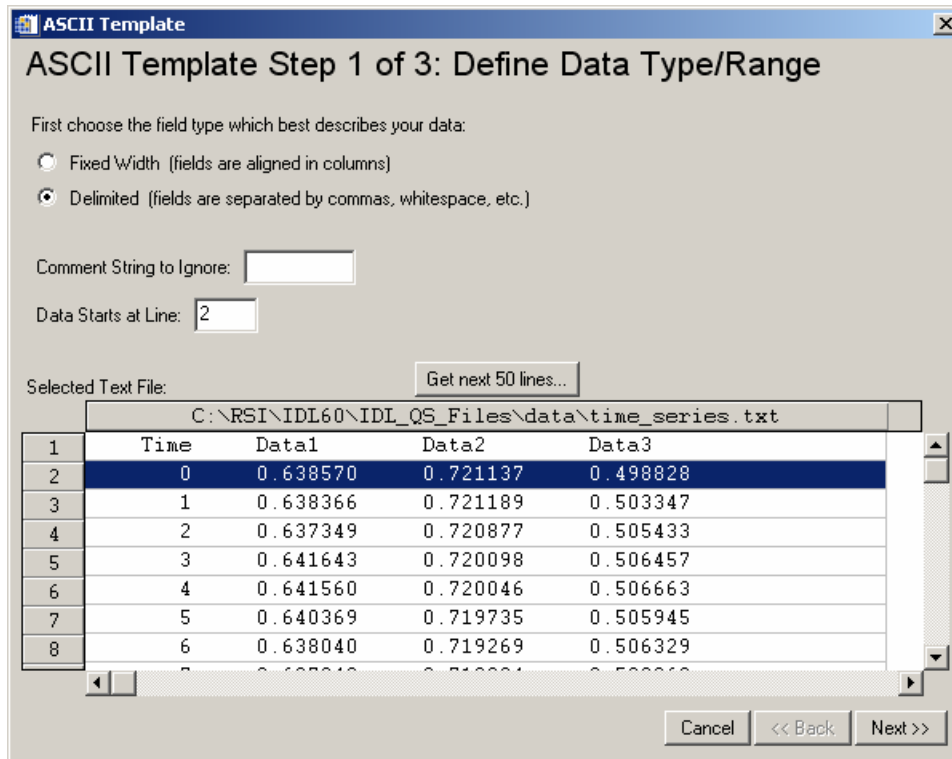 ASCII Template
ASCII Template Step 1 of 3: Define Data Type/Range
First choose the field type which best describes your data:
Fixed Width (fields are aligned in columns)
Delimited (fields are separated by commas, whitespace, etc.)
Comment String to Ignore:
Data Starts at Line: 2
Selected Text File: Get next 50 lines...
C:\RSI\IDL60\IDL_QS_Files\data\time_series.txt
1 Time Data1 Data2 Data3
2 0 0.638570 0.721137 0.498828
3 1 0.638366 0.721189 0.503347
4 2 0.637349 0.720877 0.505433
5 3 0.641643 0.720098 0.506457
6 4 0.641560 0.720046 0.506663
7 5 0.640369 0.719735 0.505945
8 6 0.638040 0.719269 0.506329
Cancel << Back Next >>